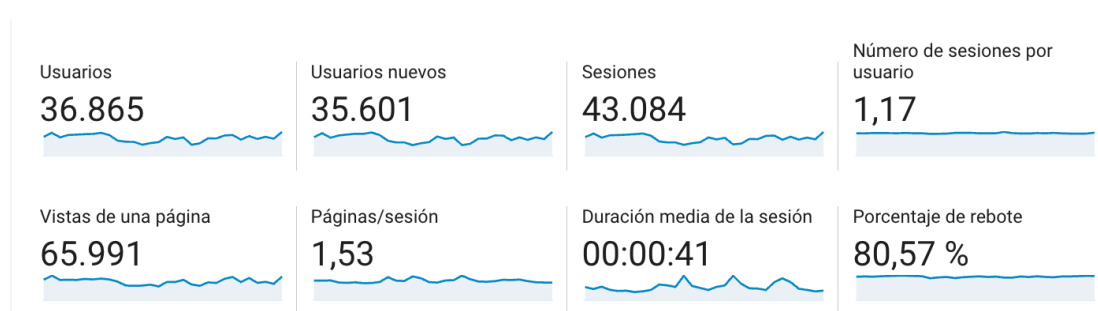 Usuarios
36.865
Usuarios nuevos
35.601
Sesiones
43.084
Número de sesiones por
usuario
1,17
Vistas de una página
65.991
Páginas/sesión
1,53
Duración media de la sesión
00:00:41
Porcentaje de rebote
80,57 %